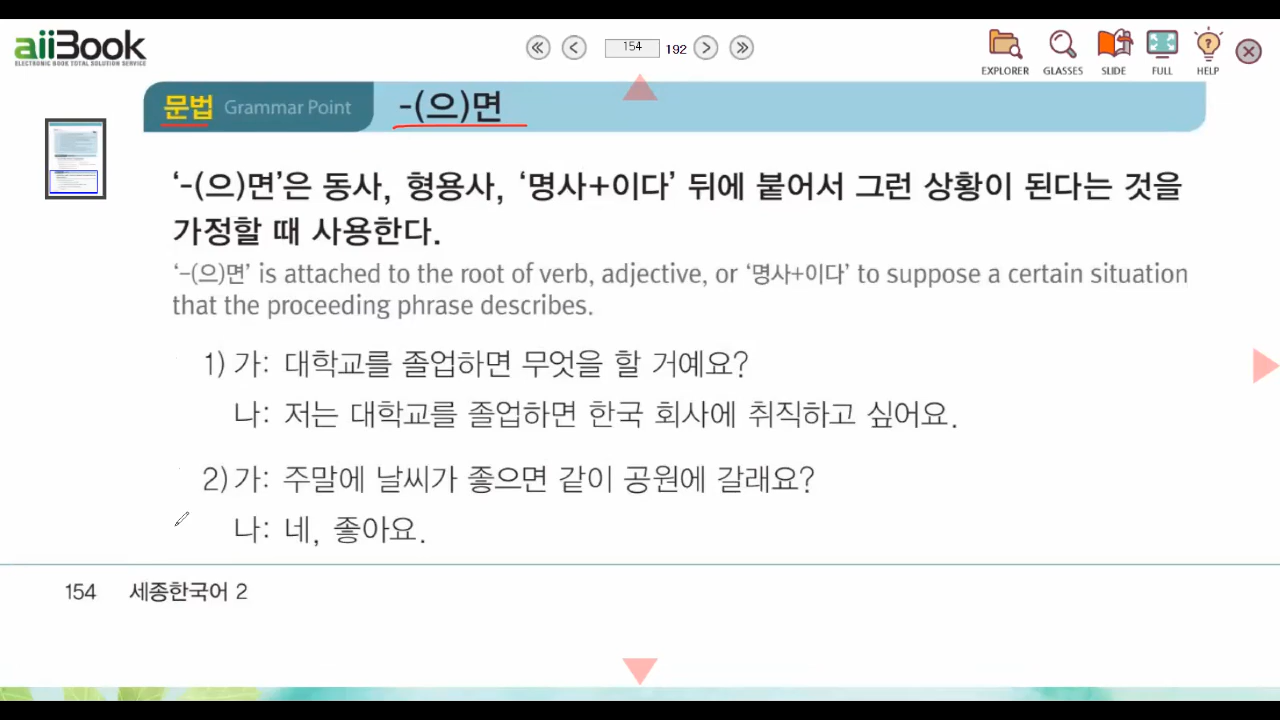 aiiBook
ELECTRONIC BOOK TOTAL SOLUTION SERVICE
154 192
EXPLORER GLASSES SLIDE FULL HELP
문법 Grammar Point -(으)면
‘-(으)면’은 동사, 형용사, ‘명사+이다’ 뒤에 붙어서 그런 상황이 된다는 것을
가정할 때 사용한다.
‘-(으)면’ is attached to the root of verb, adjective, or ‘명사+이다’ to suppose a certain situation
that the proceeding phrase describes.
1) 가: 대학교를 졸업하면 무엇을 할 거예요?
나: 저는 대학교를 졸업하면 한국 회사에 취직하고 싶어요.
2) 가: 주말에 날씨가 좋으면 같이 공원에 갈래요?
나: 네, 좋아요.
154 세종한국어 2